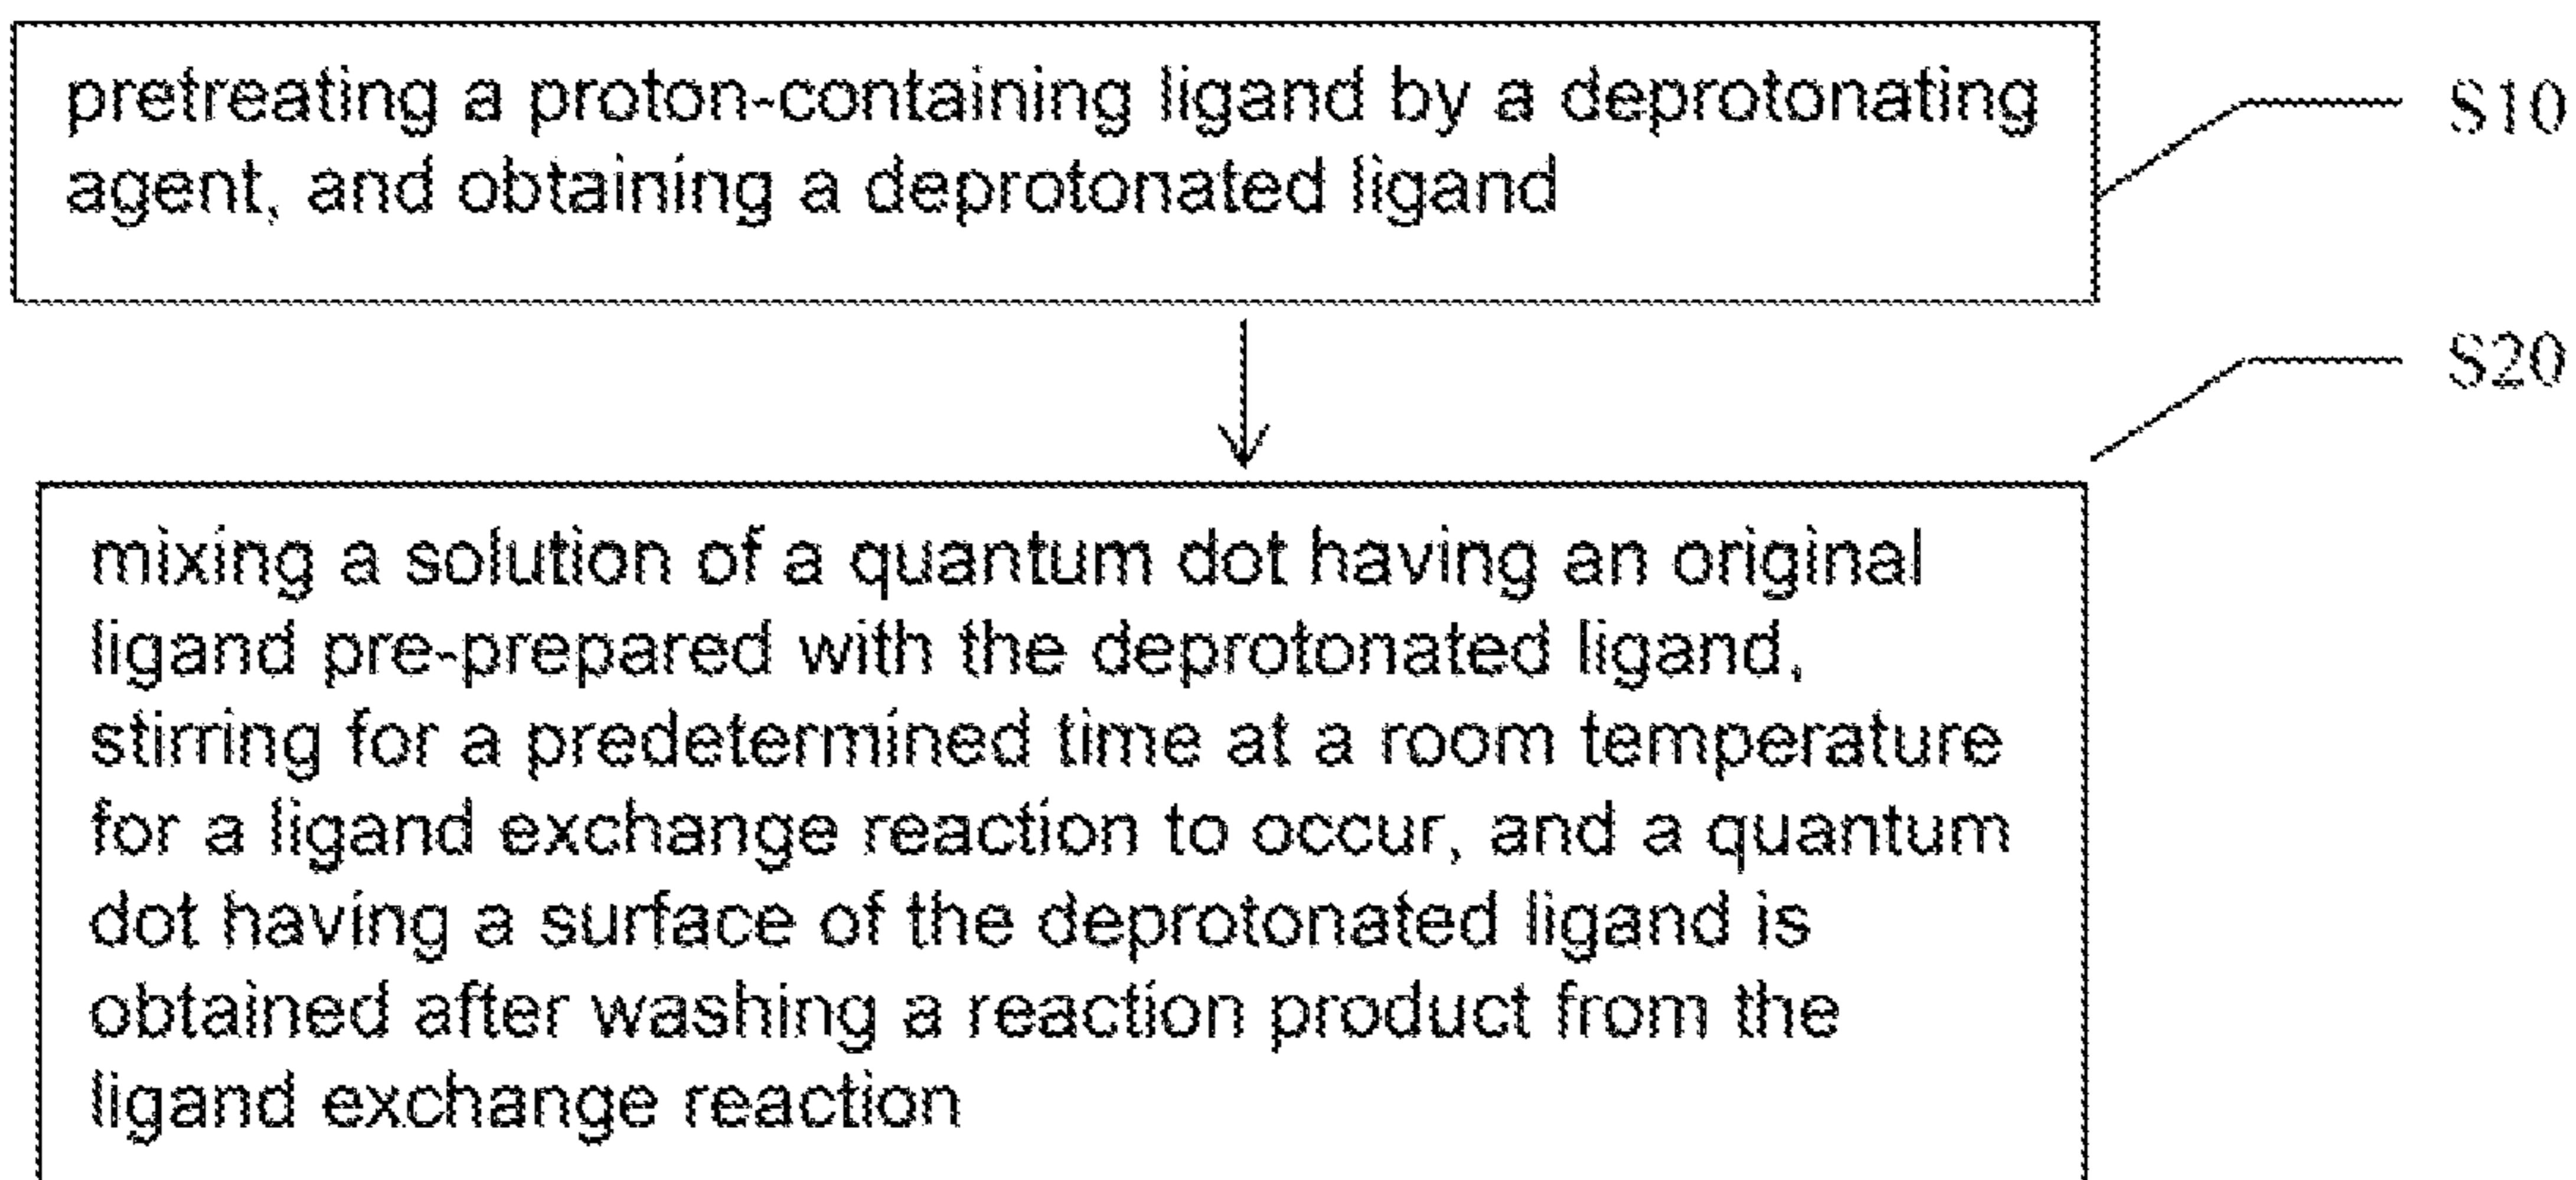 pretreating a proton-containing ligand by a deprotonating
agent, and obtaining a deprotonated ligand
S10
S20
mixing a solution of a quantum dot having an original
ligand pre-prepared with the deprotonated ligand,
stirring for a predetermined time at a room temperature
for a ligand exchange reaction to occur, and a quantum
dot having a surface of the deprotonated ligand is
obtained after washing a reaction product from the
ligand exchange reaction